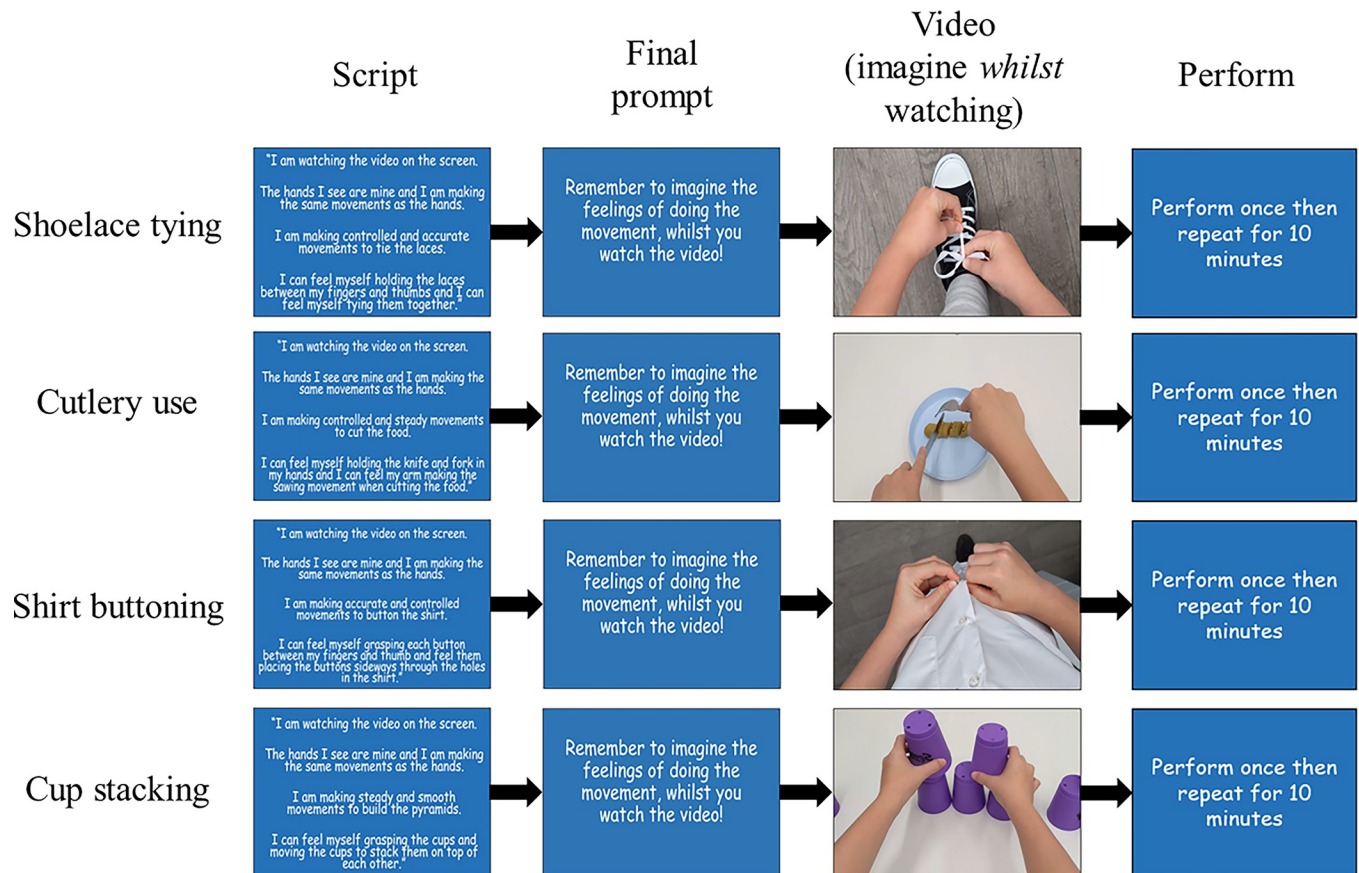 Script
Final
prompt
Video
(imagine whilst
watching)
Perform
Shoelace tying
"I am watching the video on the screen.
The hands I see are mine and I am making
the same movements as the hands.
I am making controlled and accurate
movements to tie the laces.
I can feel myself holding the laces
between my fingers and thumbs and I can
feel myself tying them together."
Remember to imagine the
feelings of doing the
movement, whilst you
watch the video!
Perform once then
repeat for 10
minutes
Cutlery use
"I am watching the video on the screen.
The hands I see are mine and I am making the
same movements as the hands.
I am making controlled and steady movements
to cut the food.
I can feel myself holding the knife and fork in
my hands and I can feel my arm making the
sawing movement when cutting the food."
Remember to imagine the
feelings of doing the
movement, whilst you
watch the video!
Perform once then
repeat for 10
minutes
Shirt buttoning
"I am watching the video on the screen.
The hands I see are mine and I am making the
same movements as the hands.
I am making accurate and controlled
movements to button the shirt.
I can feel myself grasping each button
between my fingers and thumb and feel them
placing the buttons sideways through the holes
in the shirt."
Remember to imagine the
feelings of doing the
movement, whilst you
watch the video!
Perform once then
repeat for 10
minutes
Cup stacking
"I am watching the video on the screen.
The hands I see are mine and I am making
the same movements as the hands.
I am making steady and smooth
movements to build the pyramids.
I can feel myself grasping the cups and
moving the cups to stack them on top of
each other."
Remember to imagine the
feelings of doing the
movement, whilst you
watch the video!
Perform once then
repeat for 10
minutes